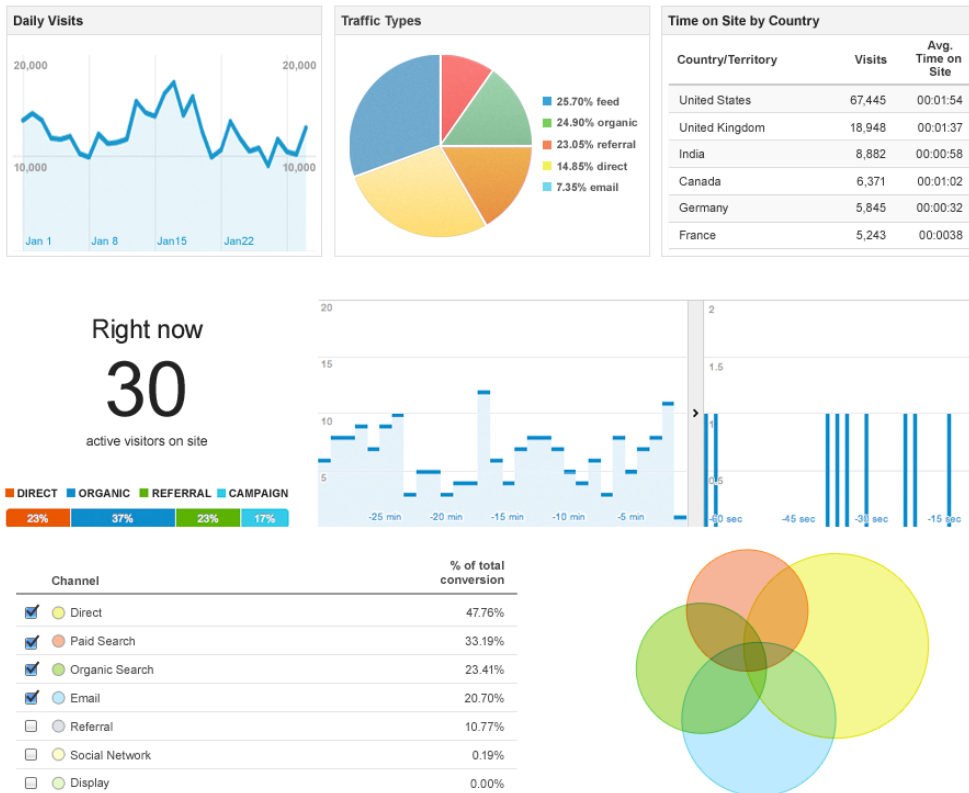 Daily Visits
20,000 20,000
10,000 10,000
Jan 1 Jan 8 Jan15 Jan22
Traffic Types
25.70% feed
24.90% organic
23.05% referral
14.85% direct
7.35% email
Time on Site by Country
Country/Territory Visits Avg. Time on Site
United States 67,445 00:01:54
United Kingdom 18,948 00:01:37
India 8,882 00:00:58
Canada 6,371 00:01:02
Germany 5,845 00:00:32
France 5,243 00:0038
Right now
30
active visitors on site
DIRECT ORGANIC REFERRAL CAMPAIGN
23% 37% 23% 17%
20
15
10
5
-25 min -20 min -15 min -10 min -5 min
2
1.5
1
0.5
-60 sec -45 sec -30 sec -15 sec
Channel % of total conversion
Direct 47.76%
Paid Search 33.19%
Organic Search 23.41%
Email 20.70%
Referral 10.77%
Social Network 0.19%
Display 0.00%